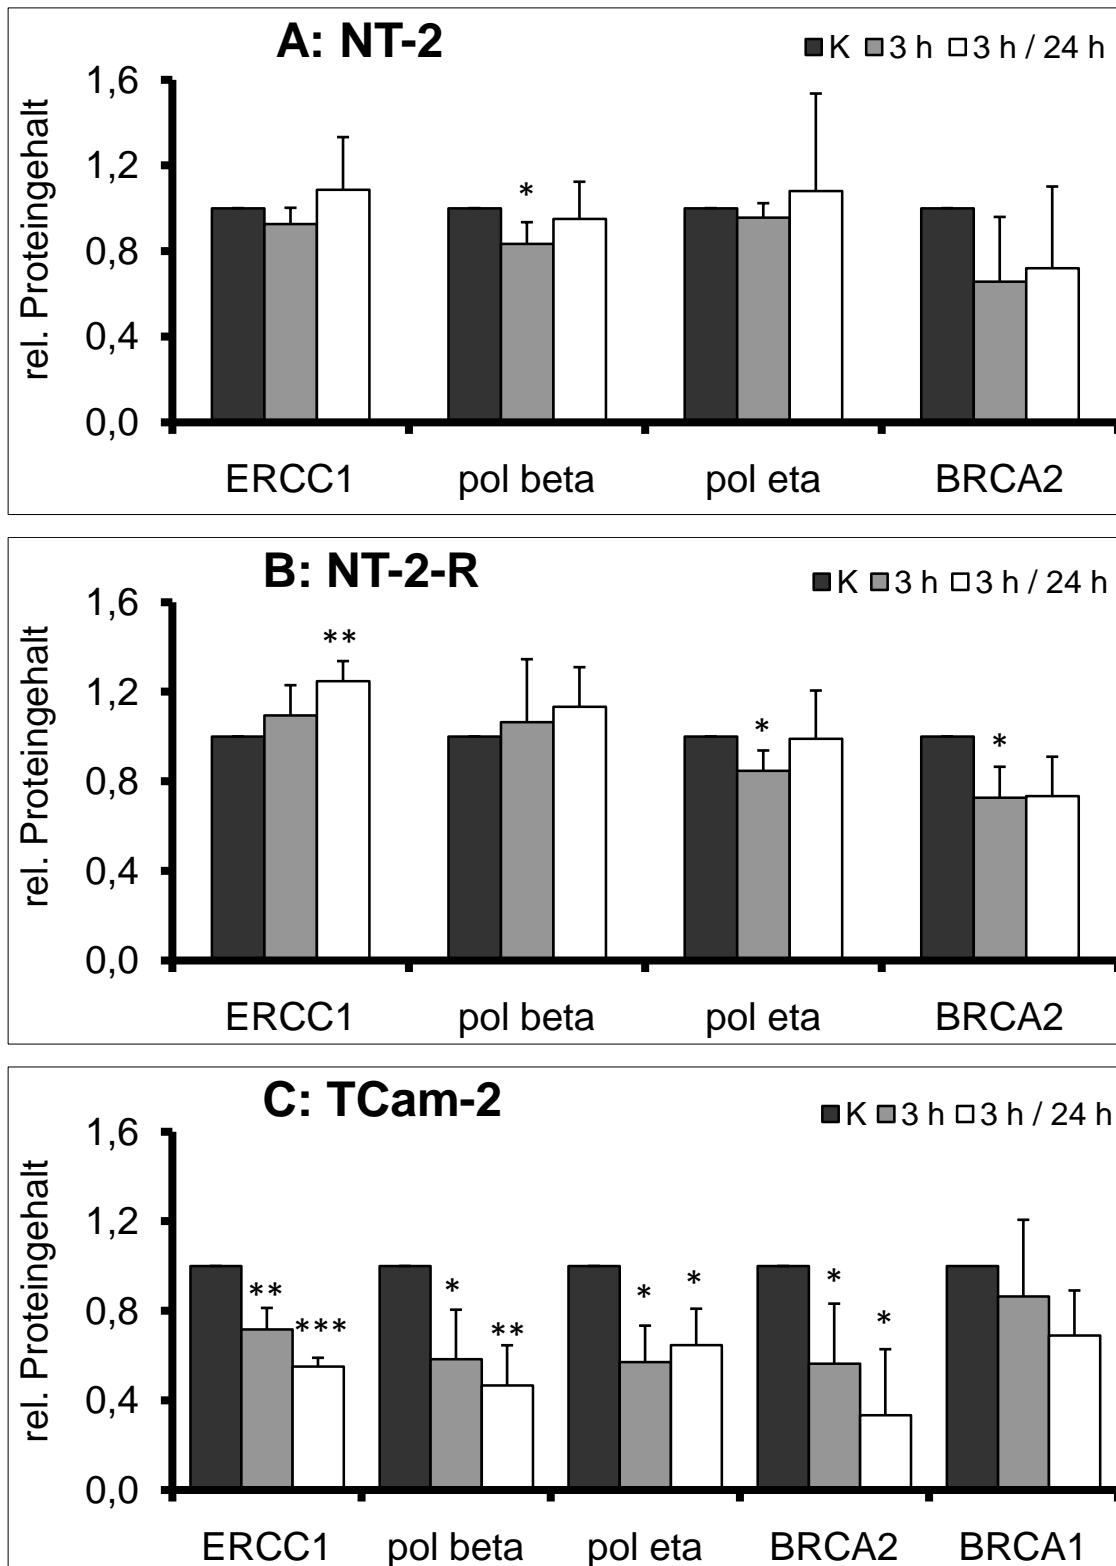 A: NT-2
K 3 h 3 h / 24 h
rel. Proteingehalt
1,6
1,2
*
0,8
0,4
0,0
ERCC1 pol beta pol eta BRCA2
B: NT-2-R
K 3 h 3 h / 24 h
rel. Proteingehalt
1,6
**
1,2
* *
0,8
0,4
0,0
ERCC1 pol beta pol eta BRCA2
C: TCam-2
K 3 h 3 h / 24 h
rel. Proteingehalt
1,6
1,2
** * * * *
0,8
*** ** *
0,4
0,0
ERCC1 pol beta pol eta BRCA2 BRCA1